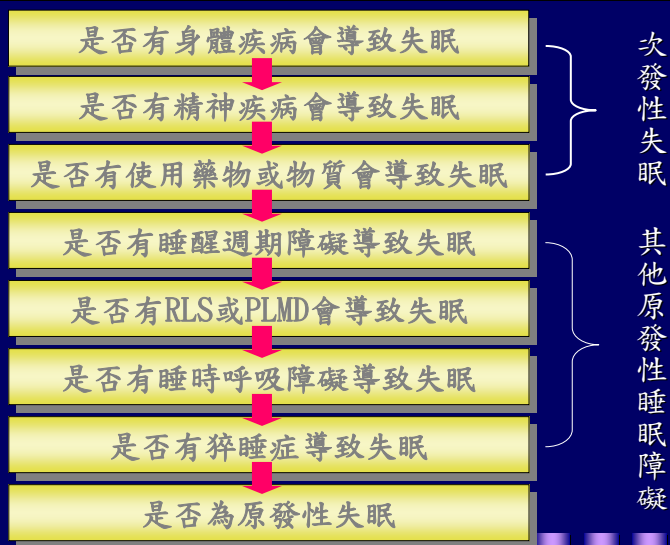 是否有身體疾病會導致失眠
是否有精神疾病會導致失眠
是否有使用藥物或物質會導致失眠
是否有睡醒週期障礙導致失眠
是否有RLS或PLMD會導致失眠
是否有睡時呼吸障礙導致失眠
是否有猝睡症導致失眠
是否為原發性失眠
次發性失眠
其他原發性睡眠障礙